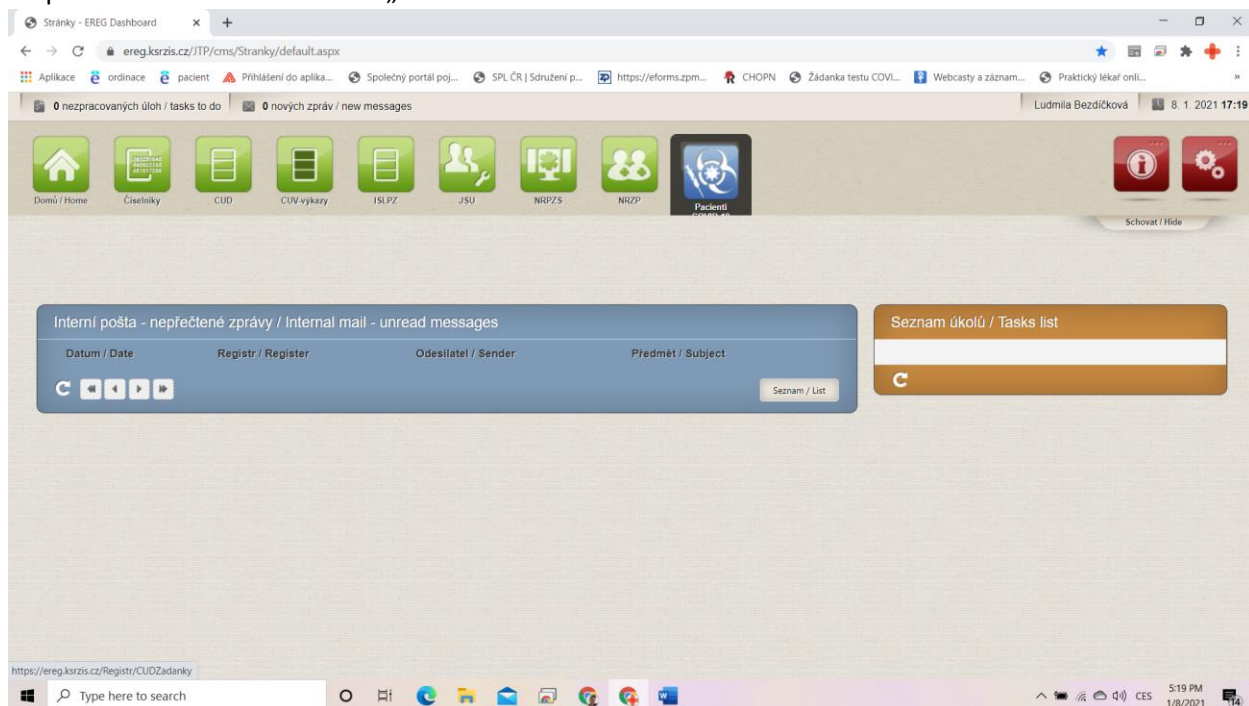 Stránky - EREG Dashboard
ereg.ksrzis.cz/JTP/cms/Stranky/default.aspx
Aplikace ordinace pacient Přihlášení do aplika... Společný portál poj... SPL ČR | Sdružení p... https://eforms.zpm... CHOPN Žádanka testu COVI... Webcasty a záznam... Praktický lékař onli... »
0 nezpracovaných úloh / tasks to do 0 nových zpráv / new messages Ludmila Bezdíčková 8. 1. 2021 17:19
Domů / Home Číselníky CUD CUV-výkazy ISLPZ JSU NRPZS NRZP Pacienti
Schovat / Hide
Interní pošta - nepřečtené zprávy / Internal mail - unread messages Seznam úkolů / Tasks list
Datum / Date Registr / Register Odesílatel / Sender Předmět / Subject
Seznam / List
https://ereg.ksrzis.cz/Registr/CUDZadanky
Type here to search CES 5:19 PM
1/8/2021 14